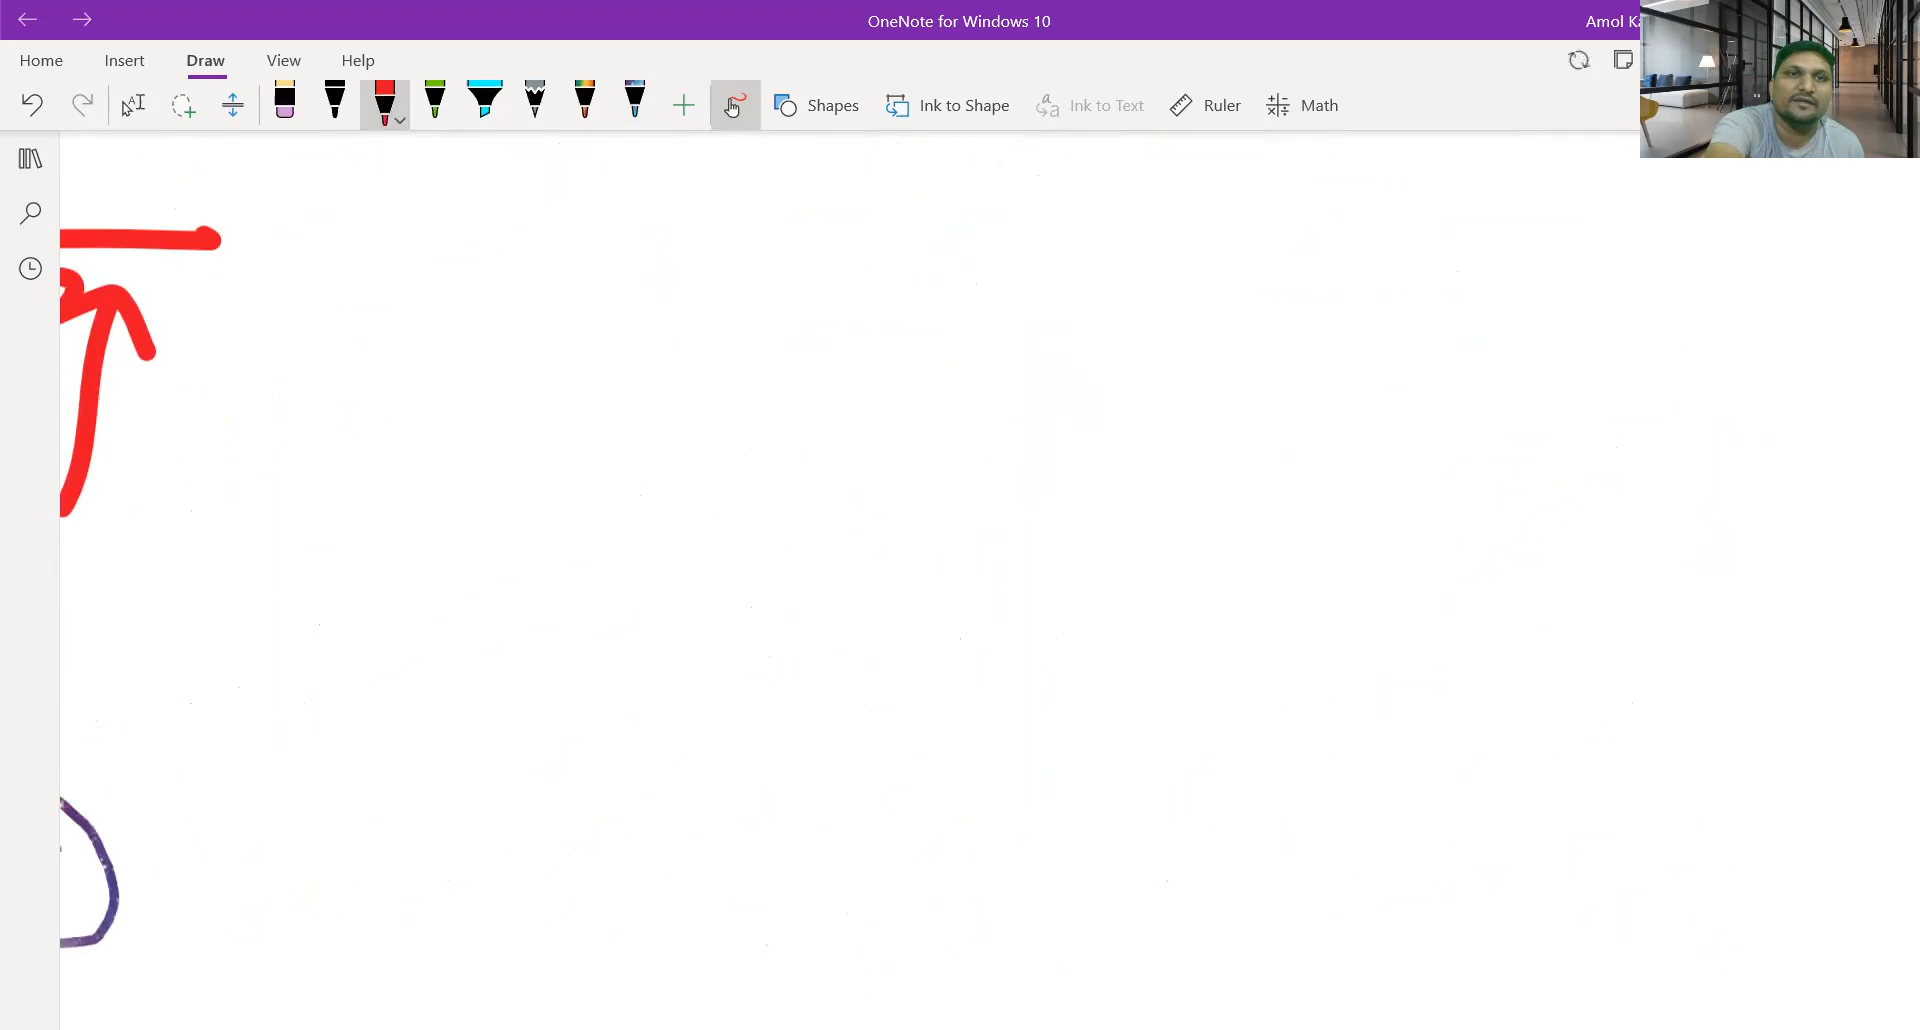 OneNote for Windows 10
Amol Ka
Home Insert Draw View Help
Shapes Ink to Shape Ink to Text Ruler Math